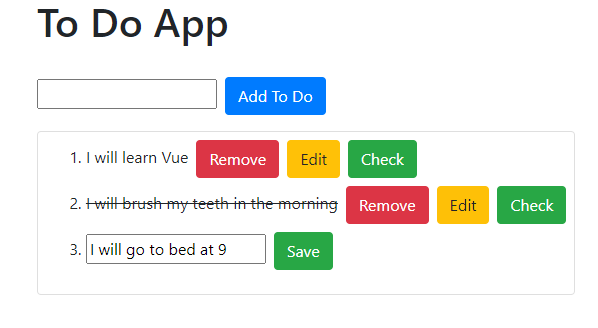 To Do App
Add To Do
1. I will learn Vue Remove Edit Check
2. I will brush my teeth in the morning Remove Edit Check
3. I will go to bed at 9 Save